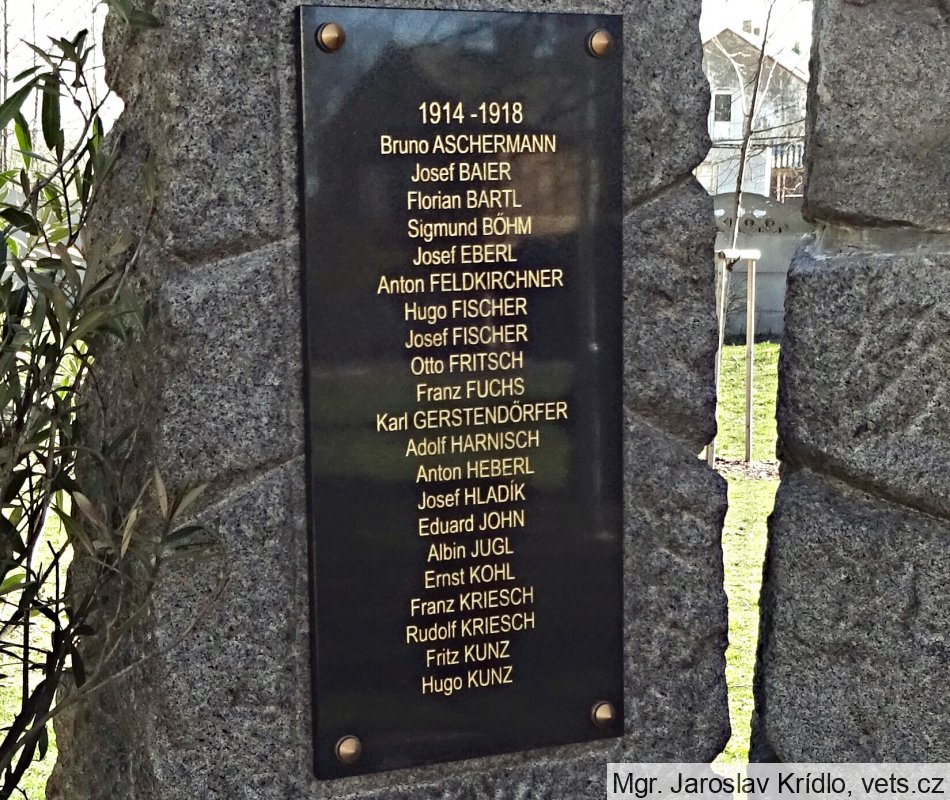 1914 -1918
Bruno ASCHERMANN
Josef BAIER
Florian BARTL
Sigmund BŐHM
Josef EBERL
Anton FELDKIRCHNER
Hugo FISCHER
Josef FISCHER
Otto FRITSCH
Franz FUCHS
Karl GERSTENDŐRFER
Adolf HARNISCH
Anton HEBERL
Josef HLADÍK
Eduard JOHN
Albin JUGL
Ernst KOHL
Franz KRIESCH
Rudolf KRIESCH
Fritz KUNZ
Hugo KUNZ
Mgr. Jaroslav Krídlo, vets.cz